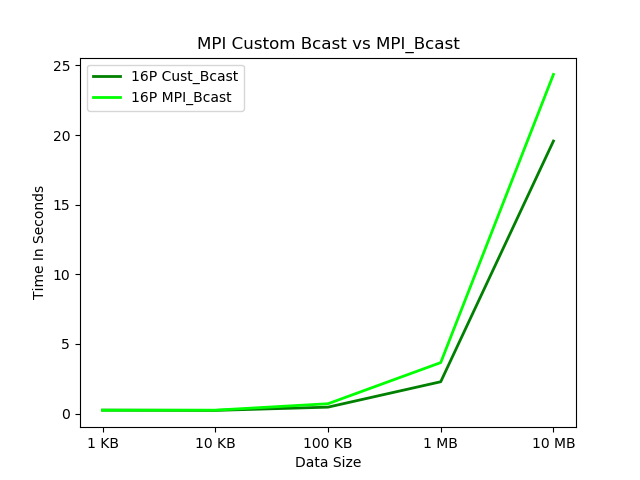 MPI Custom Bcast vs MPI_Bcast
16P Cust_Bcast
16P MPI_Bcast
Time In Seconds
25
20
15
10
5
0
1 KB
10 KB
100 KB
1 MB
10 MB
Data Size